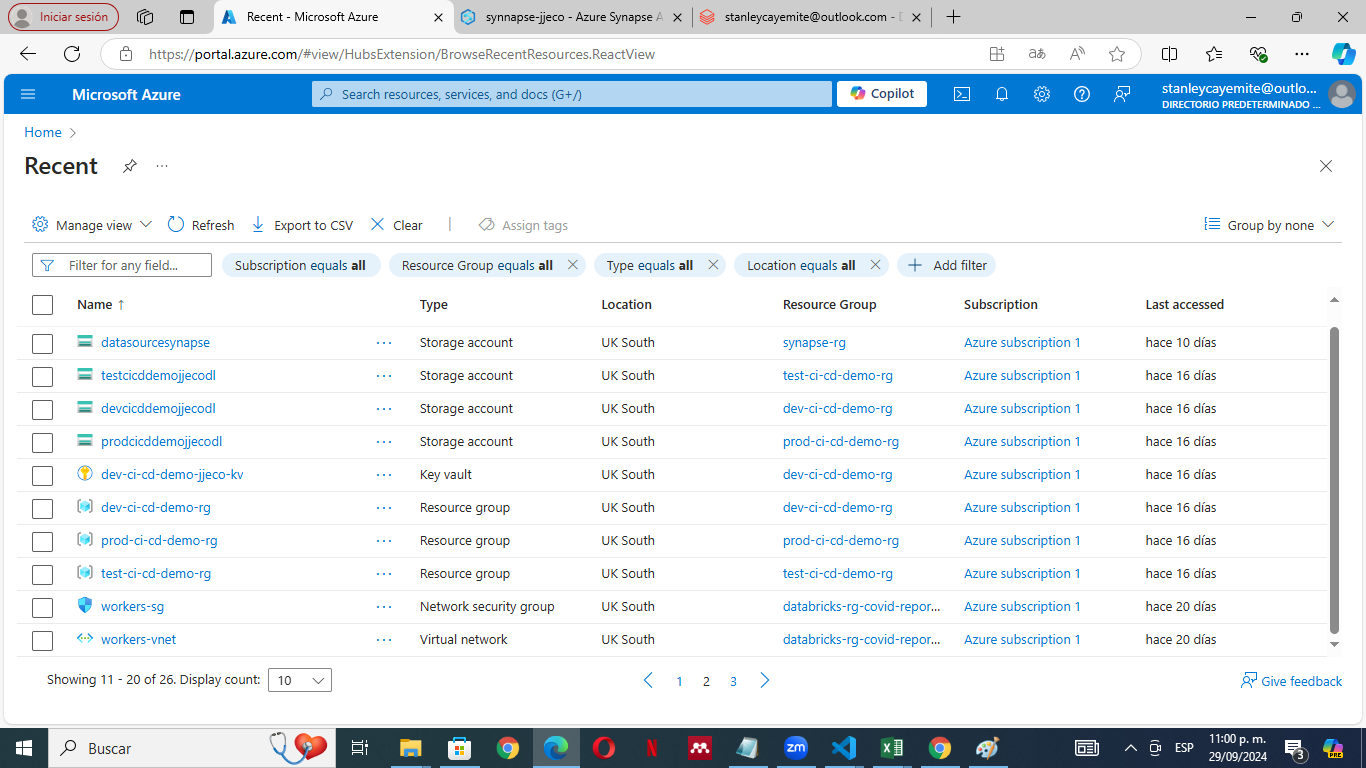 Iniciar sesión
Recent - Microsoft Azure
synnapse-jjeco - Azure Synapse A
stanleycayemite@outlook.com - D
https://portal.azure.com/#view/HubsExtension/BrowseRecentResources.ReactView
Microsoft Azure
Search resources, services, and docs (G+/)
Copilot
stanleycayemite@outlo...
DIRECTORIO PREDETERMINADO ...
Home
Recent
Manage view
Refresh
Export to CSV
Clear
Assign tags
Group by none
Filter for any field...
Subscription equals all
Resource Group equals all
Type equals all
Location equals all
Add filter
Name ↑ Type Location Resource Group Subscription Last accessed
datasourcesynapse ... Storage account UK South synapse-rg Azure subscription 1 hace 10 días
testcicddemojjecodl ... Storage account UK South test-ci-cd-demo-rg Azure subscription 1 hace 16 días
devcicddemojjecodl ... Storage account UK South dev-ci-cd-demo-rg Azure subscription 1 hace 16 días
prodcicddemojjecodl ... Storage account UK South prod-ci-cd-demo-rg Azure subscription 1 hace 16 días
dev-ci-cd-demo-jjeco-kv ... Key vault UK South dev-ci-cd-demo-rg Azure subscription 1 hace 16 días
dev-ci-cd-demo-rg ... Resource group UK South dev-ci-cd-demo-rg Azure subscription 1 hace 16 días
prod-ci-cd-demo-rg ... Resource group UK South prod-ci-cd-demo-rg Azure subscription 1 hace 16 días
test-ci-cd-demo-rg ... Resource group UK South test-ci-cd-demo-rg Azure subscription 1 hace 16 días
workers-sg ... Network security group UK South databricks-rg-covid-repor... Azure subscription 1 hace 20 días
workers-vnet ... Virtual network UK South databricks-rg-covid-repor... Azure subscription 1 hace 20 días
Showing 11 - 20 of 26. Display count: 10
1 2 3
Give feedback
Buscar
zm
ESP
11:00 p. m.
29/09/2024
3
PRE